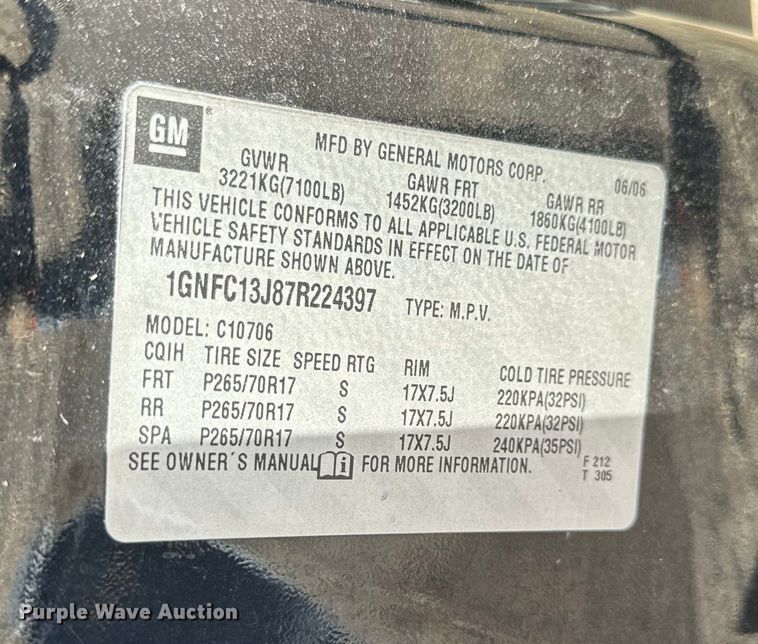 GM®
MFD BY GENERAL MOTORS CORP. 06/06
GVWR GAWR FRT GAWR RR
3221KG(7100LB) 1452KG(3200LB) 1860KG(4100LB)
THIS VEHICLE CONFORMS TO ALL APPLICABLE U.S. FEDERAL MOTOR
VEHICLE SAFETY STANDARDS IN EFFECT ON THE DATE OF
MANUFACTURE SHOWN ABOVE.
1GNFC13J87R224397 TYPE: M.P.V.
MODEL: C10706
CQIH TIRE SIZE SPEED RTG RIM COLD TIRE PRESSURE
FRT P265/70R17 S 17X7.5J 220KPA(32PSI)
RR P265/70R17 S 17X7.5J 220KPA(32PSI)
SPA P265/70R17 S 17X7.5J 240KPA(35PSI)
SEE OWNER´S MANUAL i FOR MORE INFORMATION.
F 212
T 305
Purple Wave Auction